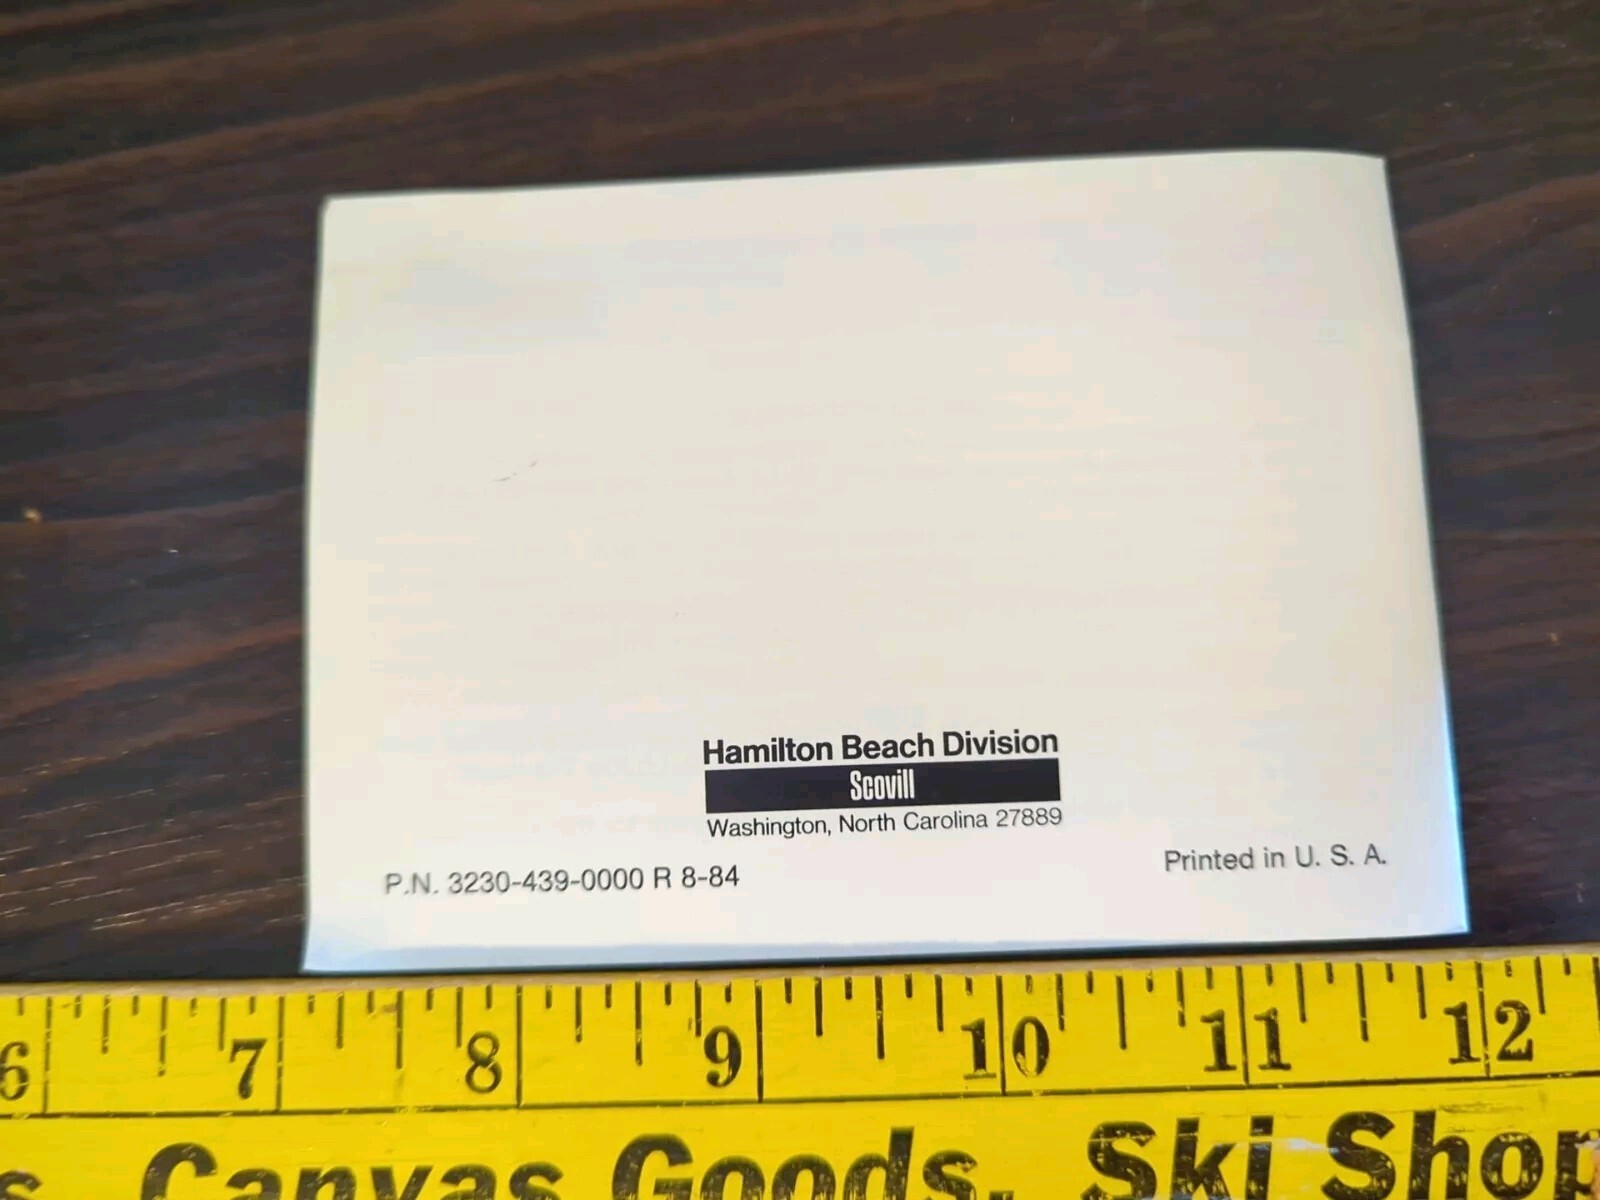 Hamilton Beach Division
Scovill
Washington, North Carolina 27889
P.N. 3230-439-0000 R 8-84
Printed in U. S. A.
6 7 8 9 10 11 12
Canvas Goods. Ski Shop